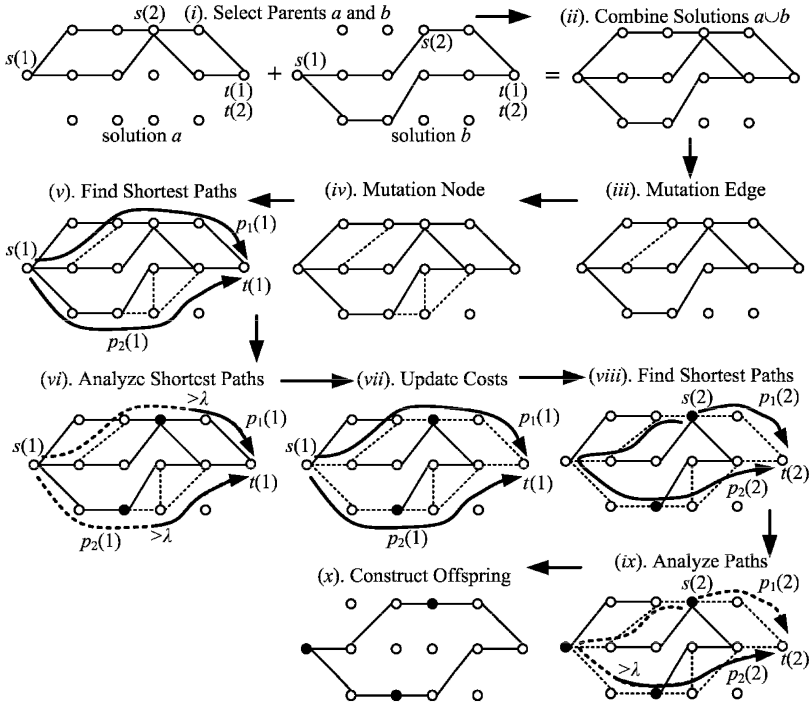 (i). Select Parents a and b
(ii). Combine Solutions a∪b
s(2)
s(1)
+
s(1)
s(2)
=
t(1)
t(2)
t(1)
t(2)
solution a
solution b
(v). Find Shortest Paths
(iv). Mutation Node
(iii). Mutation Edge
p1(1)
s(1)
t(1)
p2(1)
(vi). Analyze Shortest Paths
(vii). Update Costs
(viii). Find Shortest Paths
>λ
p1(1)
s(1)
t(1)
p2(1)
>λ
p1(1)
s(1)
t(1)
p2(1)
s(2)
p1(2)
t(2)
p2(2)
(x). Construct Offspring
(ix). Analyze Paths
s(2)
p1(2)
t(2)
>λ
p2(2)